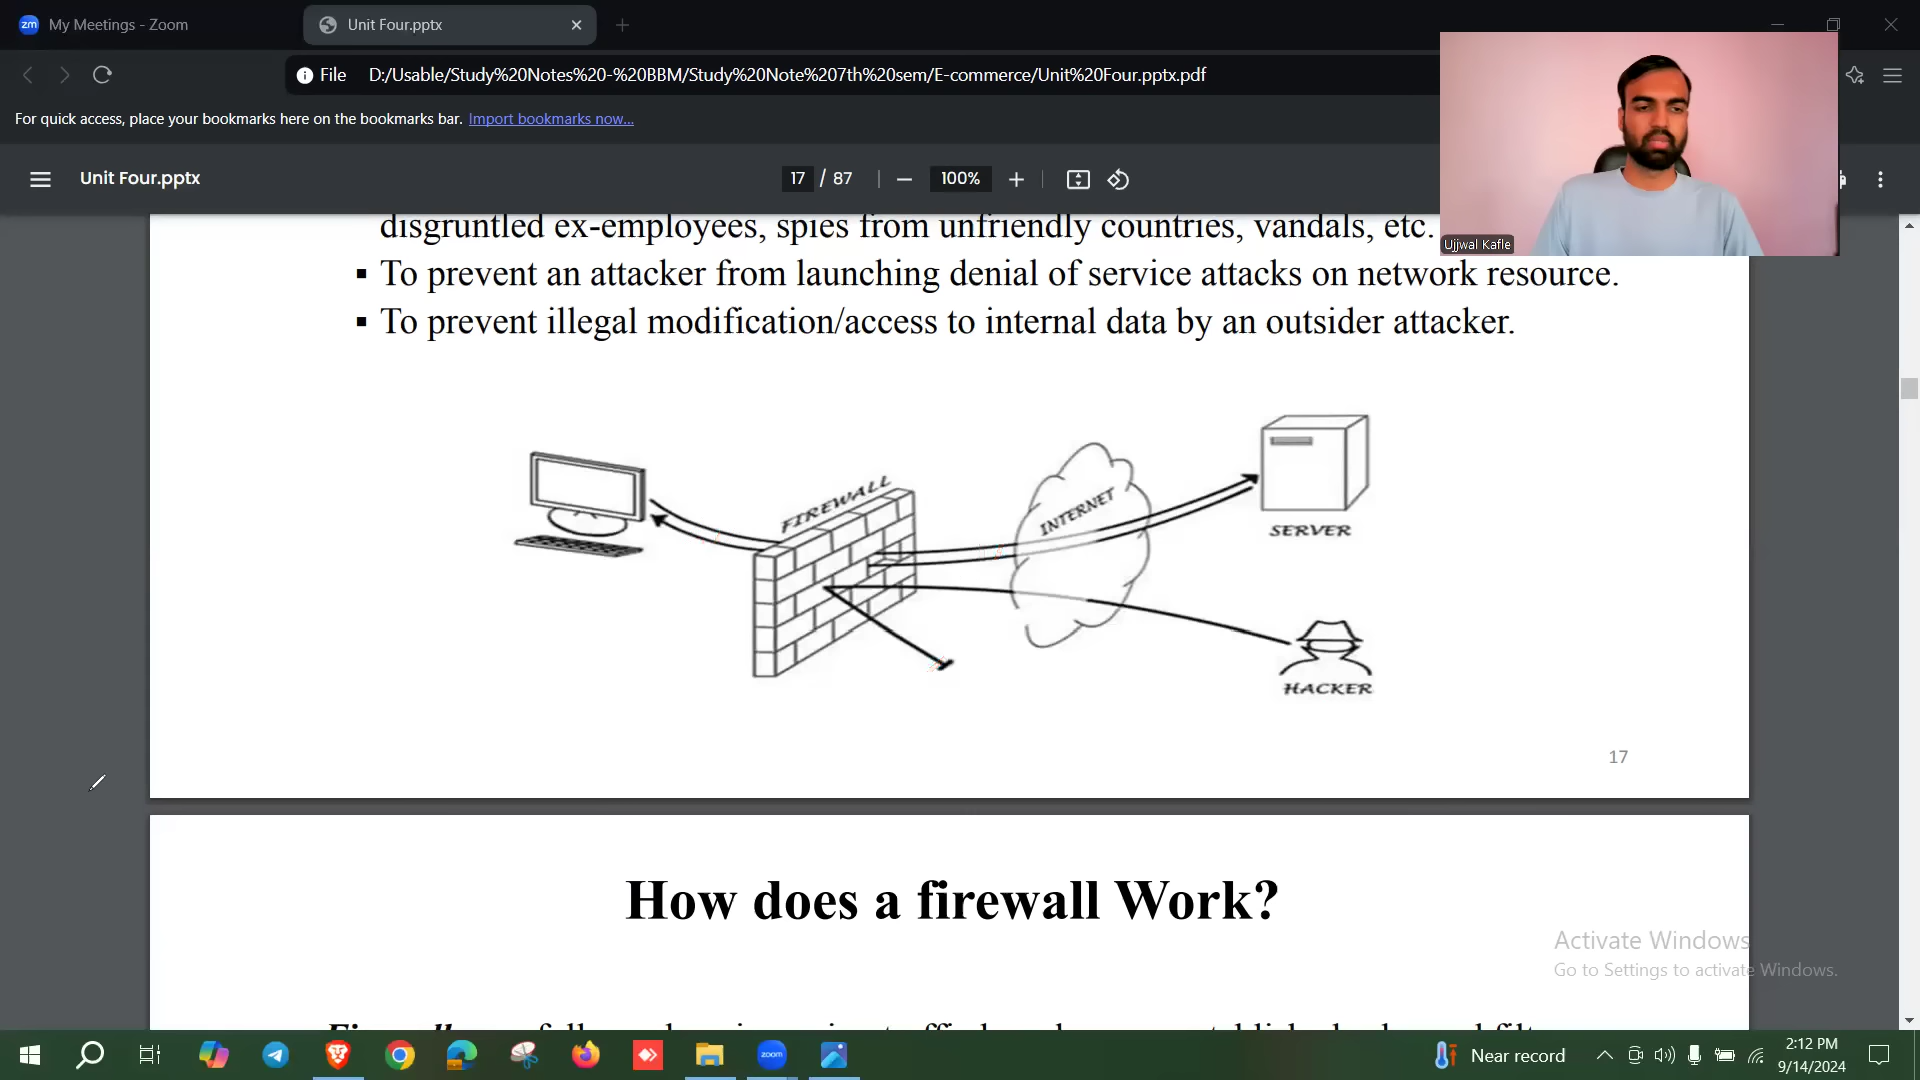 zm My Meetings - Zoom
Unit Four.pptx
File D:/Usable/Study%20Notes%20-%20BBM/Study%20Note%207th%20sem/E-commerce/Unit%20Four.pptx.pdf
For quick access, place your bookmarks here on the bookmarks bar. Import bookmarks now...
Unit Four.pptx
17 / 87
100%
Ujjwal Kafle
disgruntled ex-employees, spies from unfriendly countries, vandals, etc.
▪ To prevent an attacker from launching denial of service attacks on network resource.
▪ To prevent illegal modification/access to internal data by an outsider attacker.
FIREWALL
INTERNET
SERVER
HACKER
17
How does a firewall Work?
Activate Windows
Go to Settings to activate Windows.
zoom
Near record
2:12 PM
9/14/2024